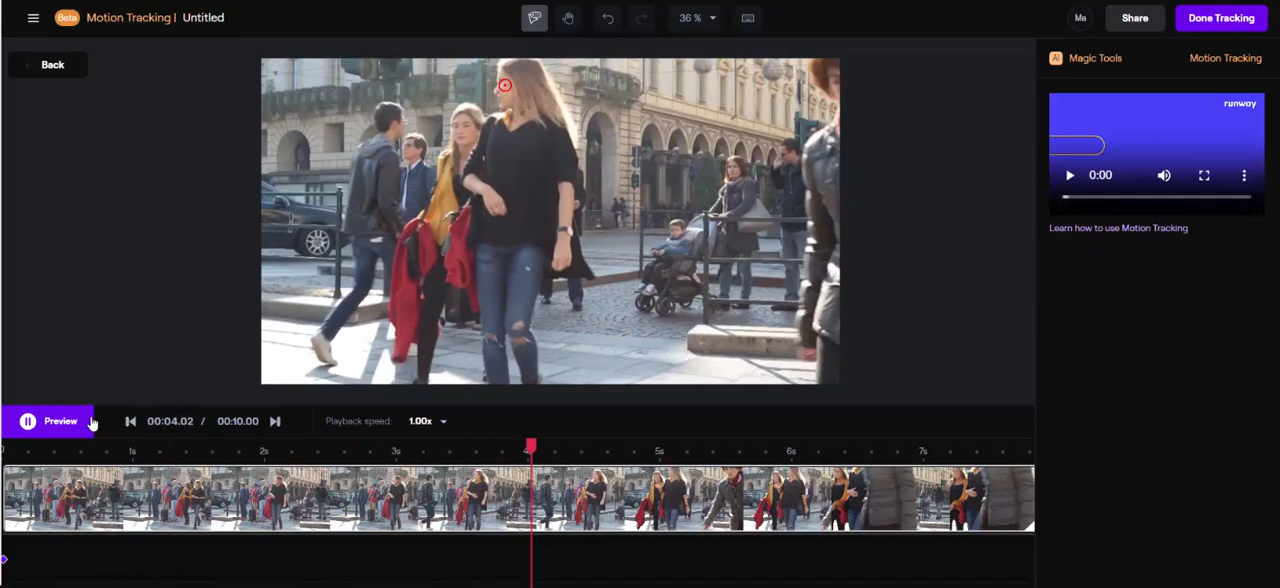 Beta Motion Tracking | Untitled
36 %
Ma
Share
Done Tracking
Back
AI Magic Tools
Motion Tracking
runway
0:00
Learn how to use Motion Tracking
Preview
00:04.02 / 00:10.00
Playback speed: 1.00x
1s 2s 3s 4 5s 6s 7s